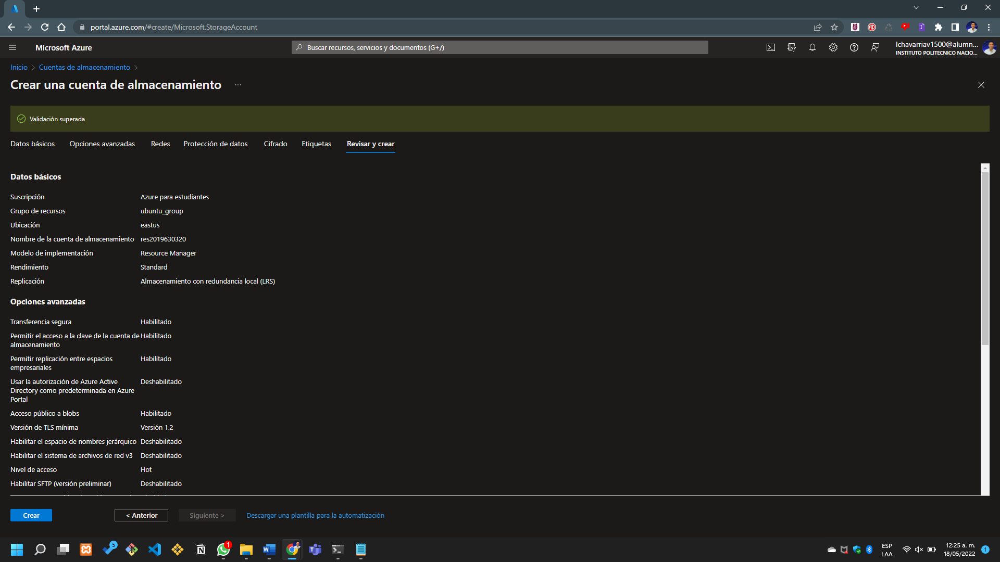 portal.azure.com/#create/Microsoft.StorageAccount
Microsoft Azure
Buscar recursos, servicios y documentos (G+/)
lchavarriav1500@alumn...
INSTITUTO POLITECNICO NACIO...
Inicio > Cuentas de almacenamiento >
Crear una cuenta de almacenamiento ...
Validación superada
Datos básicos Opciones avanzadas Redes Protección de datos Cifrado Etiquetas Revisar y crear
Datos básicos
Suscripción Azure para estudiantes
Grupo de recursos ubuntu_group
Ubicación eastus
Nombre de la cuenta de almacenamiento res2019630320
Modelo de implementación Resource Manager
Rendimiento Standard
Replicación Almacenamiento con redundancia local (LRS)
Opciones avanzadas
Transferencia segura Habilitado
Permitir el acceso a la clave de la cuenta de Habilitado
almacenamiento
Permitir replicación entre espacios Habilitado
empresariales
Usar la autorización de Azure Active Deshabilitado
Directory como predeterminada en Azure
Portal
Acceso público a blobs Habilitado
Versión de TLS mínima Versión 1.2
Habilitar el espacio de nombres jerárquico Deshabilitado
Habilitar el sistema de archivos de red v3 Deshabilitado
Nivel de acceso Hot
Habilitar SFTP (versión preliminar) Deshabilitado
Crear < Anterior Siguiente > Descargar una plantilla para la automatización
5
1
ESP
LAA
12:25 a. m.
18/05/2022
1